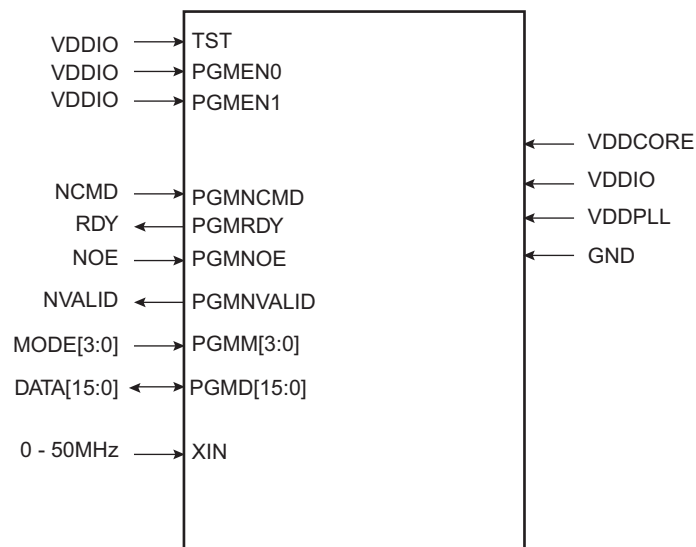 VDDIO TST
VDDIO PGMEN0
VDDIO PGMEN1
VDDCORE
VDDIO
NCMD PGMNCMD
VDDPLL
RDY PGMRDY
GND
NOE PGMNOE
NVALID PGMNVALID
MODE[3:0] PGMM[3:0]
DATA[15:0] PGMD[15:0]
0 - 50MHz XIN